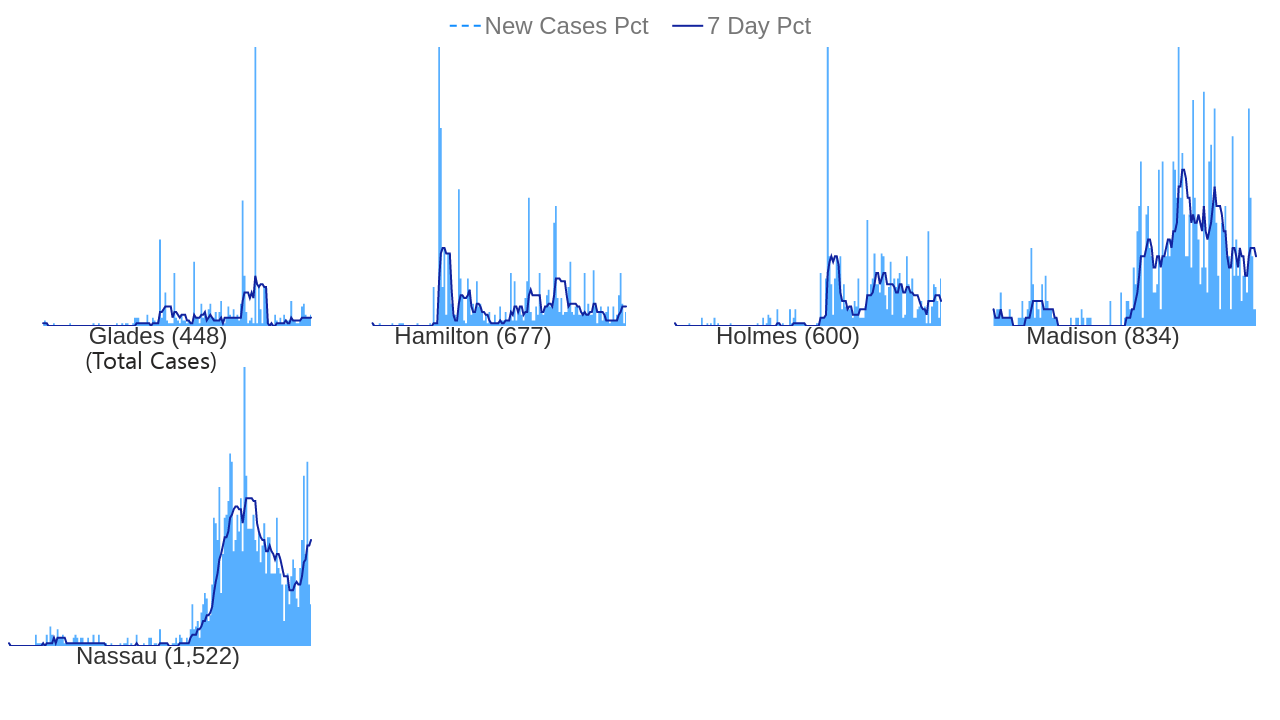 New Cases Pct 7 Day Pct
Glades (448) Hamilton (677) Holmes (600) Madison (834)
(Total Cases)
Nassau (1,522)